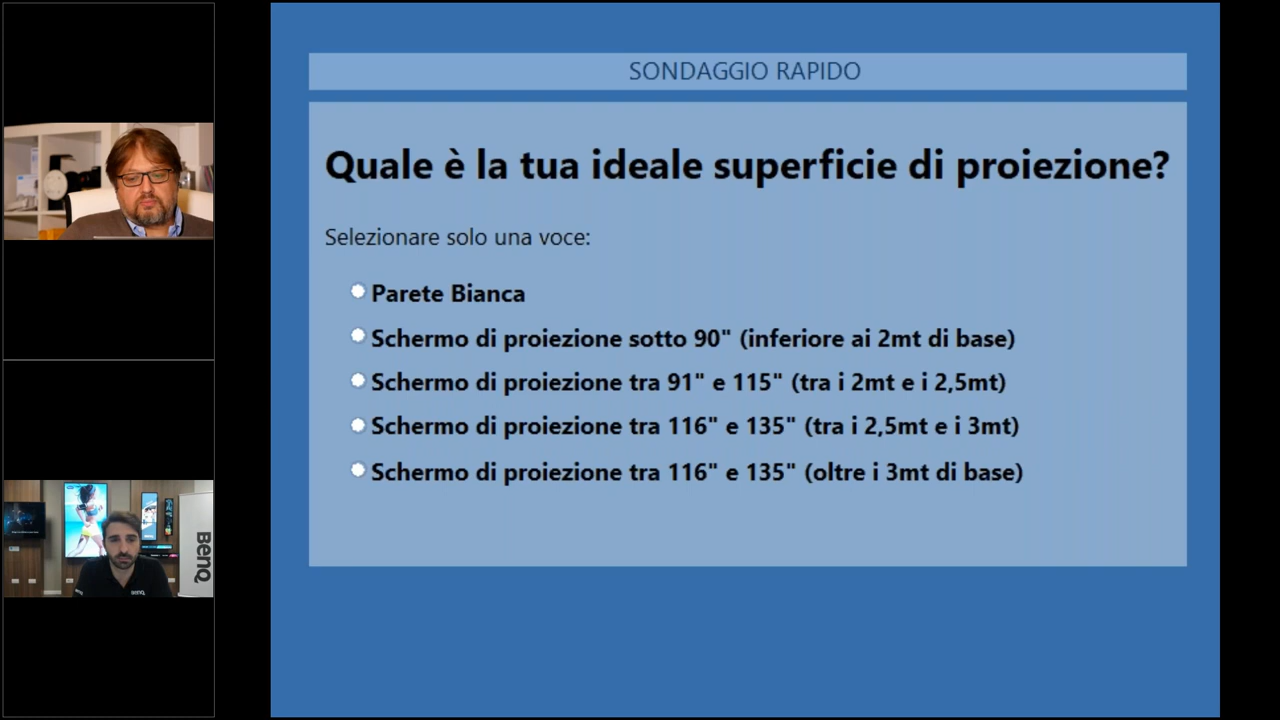 SONDAGGIO RAPIDO
Quale è la tua ideale superficie di proiezione?
Selezionare solo una voce:
Parete Bianca
Schermo di proiezione sotto 90" (inferiore ai 2mt di base)
Schermo di proiezione tra 91" e 115" (tra i 2mt e i 2,5mt)
Schermo di proiezione tra 116" e 135" (tra i 2,5mt e i 3mt)
Schermo di proiezione tra 116" e 135" (oltre i 3mt di base)
BenQ
BenQ